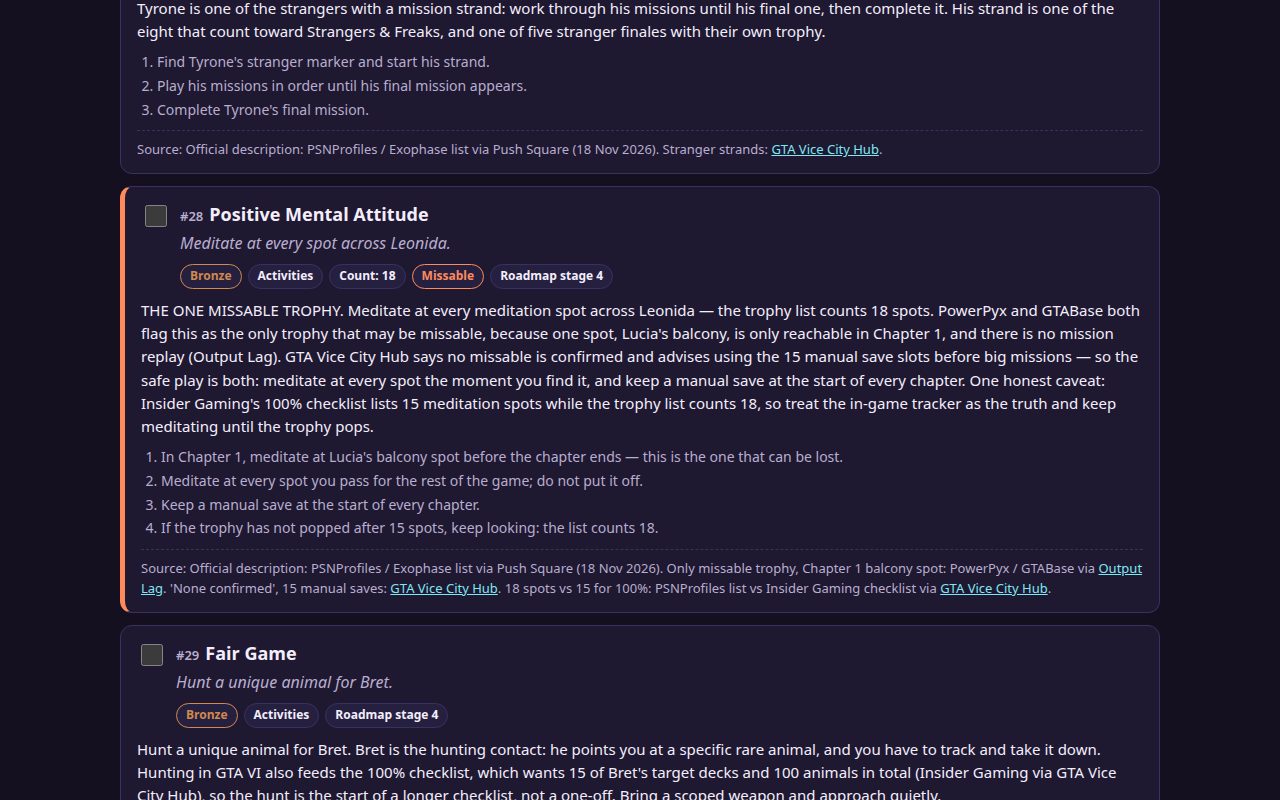 Tyrone is one of the strangers with a mission strand: work through his missions until his final one, then complete it. His strand is one of the
eight that count toward Strangers & Freaks, and one of five stranger finales with their own trophy.
1. Find Tyrone's stranger marker and start his strand.
2. Play his missions in order until his final mission appears.
3. Complete Tyrone's final mission.
Source: Official description: PSNProfiles / Exophase list via Push Square (18 Nov 2026). Stranger strands: GTA Vice City Hub.
#28 Positive Mental Attitude
Meditate at every spot across Leonida.
Bronze Activities Count: 18 Missable Roadmap stage 4
THE ONE MISSABLE TROPHY. Meditate at every meditation spot across Leonida — the trophy list counts 18 spots. PowerPyx and GTABase both
flag this as the only trophy that may be missable, because one spot, Lucia's balcony, is only reachable in Chapter 1, and there is no mission
replay (Output Lag). GTA Vice City Hub says no missable is confirmed and advises using the 15 manual save slots before big missions — so the
safe play is both: meditate at every spot the moment you find it, and keep a manual save at the start of every chapter. One honest caveat:
Insider Gaming's 100% checklist lists 15 meditation spots while the trophy list counts 18, so treat the in-game tracker as the truth and keep
meditating until the trophy pops.
1. In Chapter 1, meditate at Lucia's balcony spot before the chapter ends — this is the one that can be lost.
2. Meditate at every spot you pass for the rest of the game; do not put it off.
3. Keep a manual save at the start of every chapter.
4. If the trophy has not popped after 15 spots, keep looking: the list counts 18.
Source: Official description: PSNProfiles / Exophase list via Push Square (18 Nov 2026). Only missable trophy, Chapter 1 balcony spot: PowerPyx / GTABase via Output
Lag. 'None confirmed', 15 manual saves: GTA Vice City Hub. 18 spots vs 15 for 100%: PSNProfiles list vs Insider Gaming checklist via GTA Vice City Hub.
#29 Fair Game
Hunt a unique animal for Bret.
Bronze Activities Roadmap stage 4
Hunt a unique animal for Bret. Bret is the hunting contact: he points you at a specific rare animal, and you have to track and take it down.
Hunting in GTA VI also feeds the 100% checklist, which wants 15 of Bret's target decks and 100 animals in total (Insider Gaming via GTA Vice
City Hub), so the hunt is the start of a longer checklist, not a one-off. Bring a scoped weapon and approach quietly.